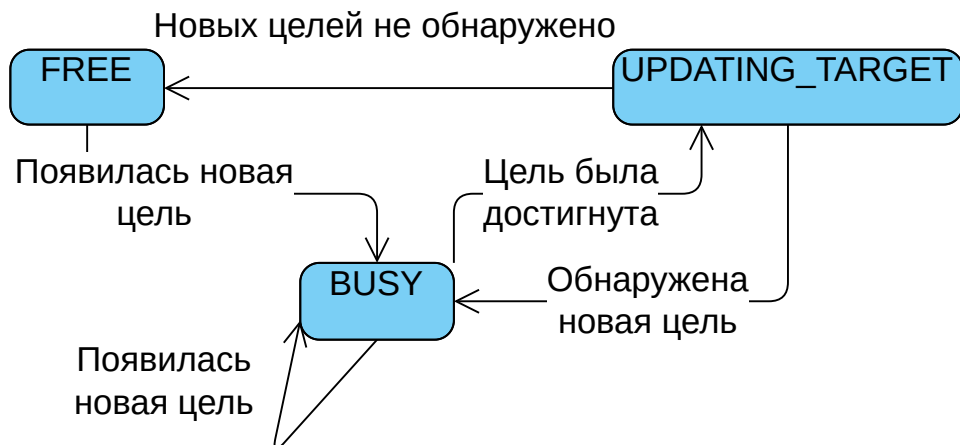 Новых целей не обнаружено
FREE
UPDATING_TARGET
Появилась новая
цель
Цель была
достигнута
BUSY
Обнаружена
новая цель
Появилась
новая цель